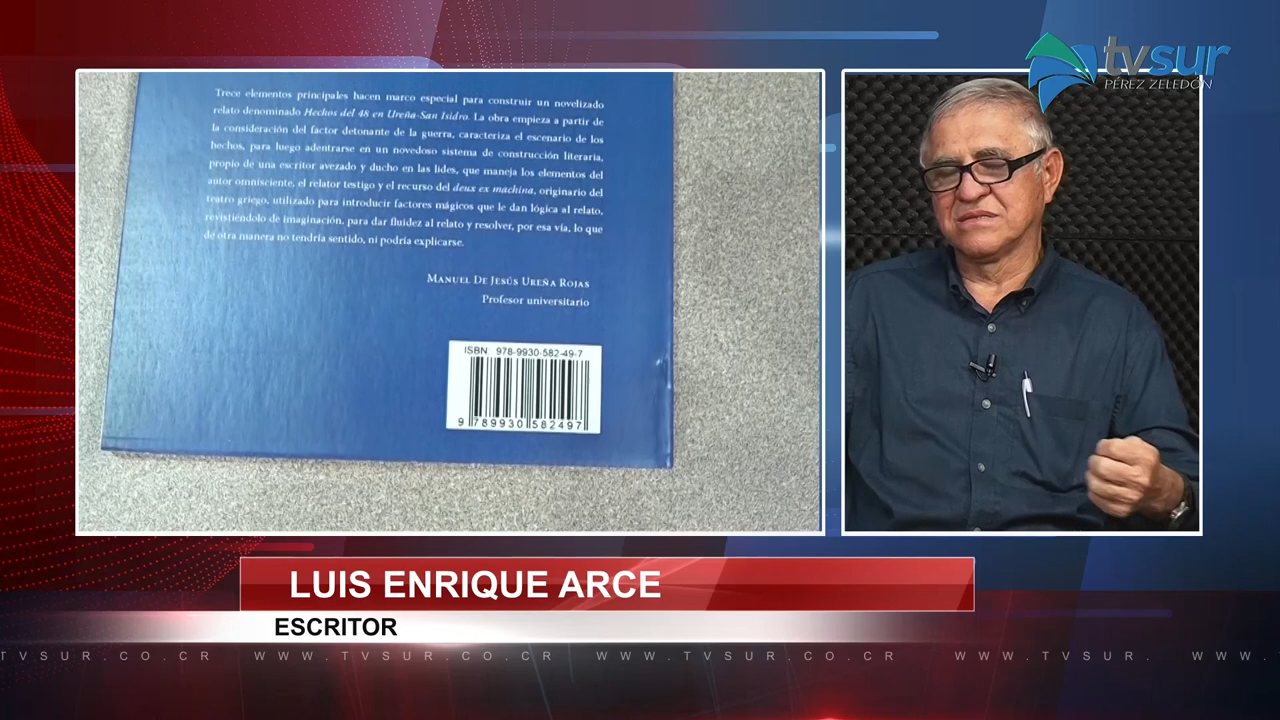 tvsur
PÉREZ ZELEDÓN
Trece elementos principales hacen marco especial para construir un novelizado
relato denominado Hechos del 48 en Ureña-San Isidro. La obra empieza a partir de
la consideración del factor detonante de la guerra, caracteriza el escenario de los
hechos, para luego adentrarse en un novedoso sistema de construcción literaria,
propio de una escritor avezado y ducho en las lides, que maneja los elementos del
autor omnisciente, el relator testigo y el recurso del deux ex machina, originario del
teatro griego, utilizado para introducir factores mágicos que le dan lógica al relato,
revistiéndolo de imaginación, para dar fluidez al relato y resolver, por esa vía, lo que
de otra manera no tendría sentido, ni podría explicarse.
Manuel De Jesús Ureña Rojas
Profesor universitario
ISBN 978-9930-582-49-7
9 789930 582497
LUIS ENRIQUE ARCE
ESCRITOR
TVSUR.CO.CR WWW.TVSUR.CO.CR WWW.TVSUR.CO.CR WWW.TVSUR. WWW.